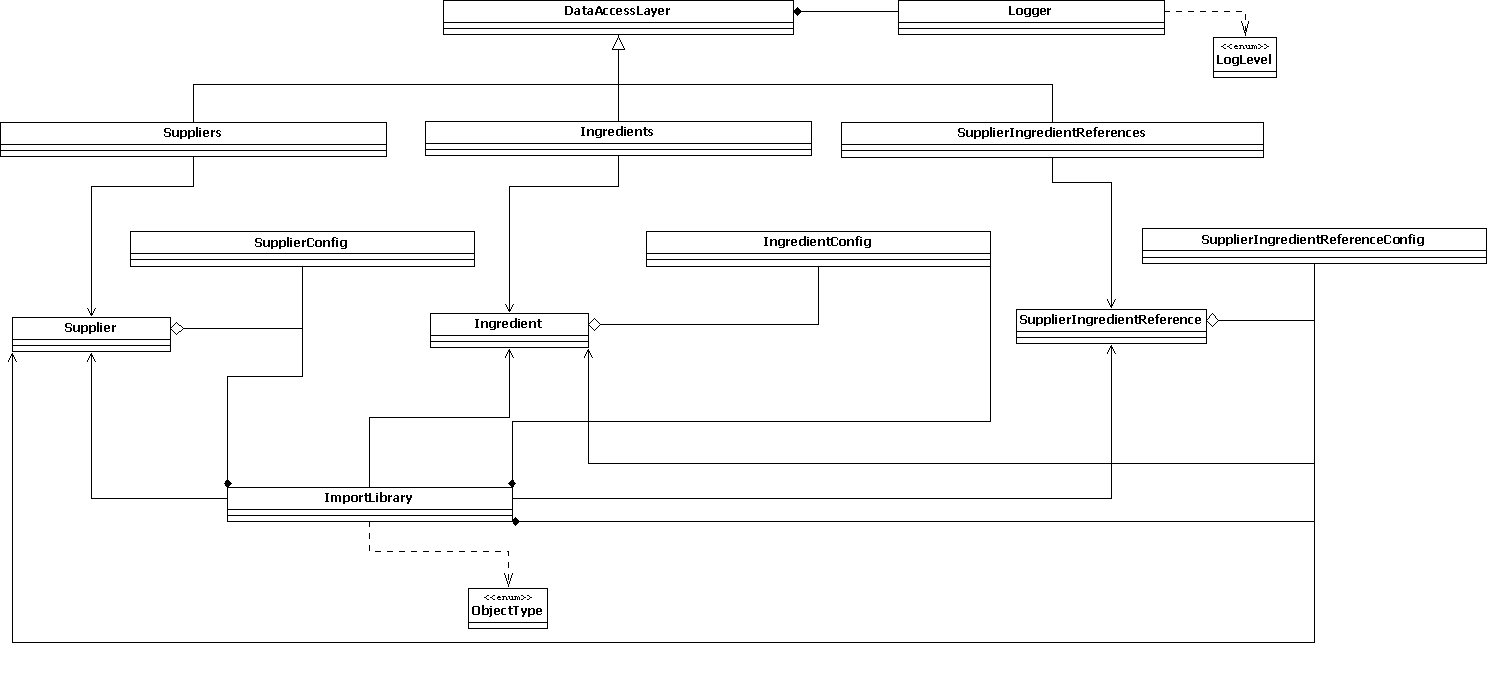 DataAccessLayer
Logger
<<enum>>
LogLevel
Suppliers
Ingredients
SupplierIngredientReferences
SupplierConfig
IngredientConfig
SupplierIngredientReferenceConfig
Supplier
Ingredient
SupplierIngredientReference
ImportLibrary
<<enum>>
ObjectType